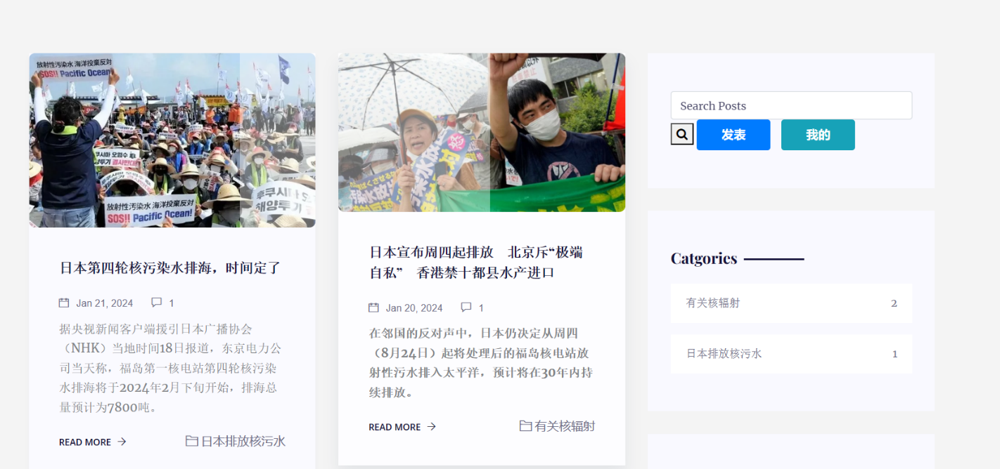 放射性汚染水 海洋投棄反対
SOS!! Pacific Ocean!
放射性汚染水 海洋投棄反対
SOS!! Pacific Ocean!
후쿠시마
해양투기
日本第四轮核污染水排海，时间定了
Jan 21, 2024 1
据央视新闻客户端援引日本广播协会
（NHK）当地时间18日报道，东京电力公
司当天称，福岛第一核电站第四轮核污染
水排海将于2024年2月下旬开始，排海总
量预计为7800吨。
READ MORE → 日本排放核污水
日本宣布周四起排放　北京斥“极端
自私”　香港禁十都县水产进口
Jan 20, 2024 1
在邻国的反对声中，日本仍决定从周四
（8月24日）起将处理后的福岛核电站放
射性污水排入太平洋，预计将在30年内持
续排放。
READ MORE → 有关核辐射
Search Posts
发表 我的
Catgories
有关核辐射 2
日本排放核污水 1